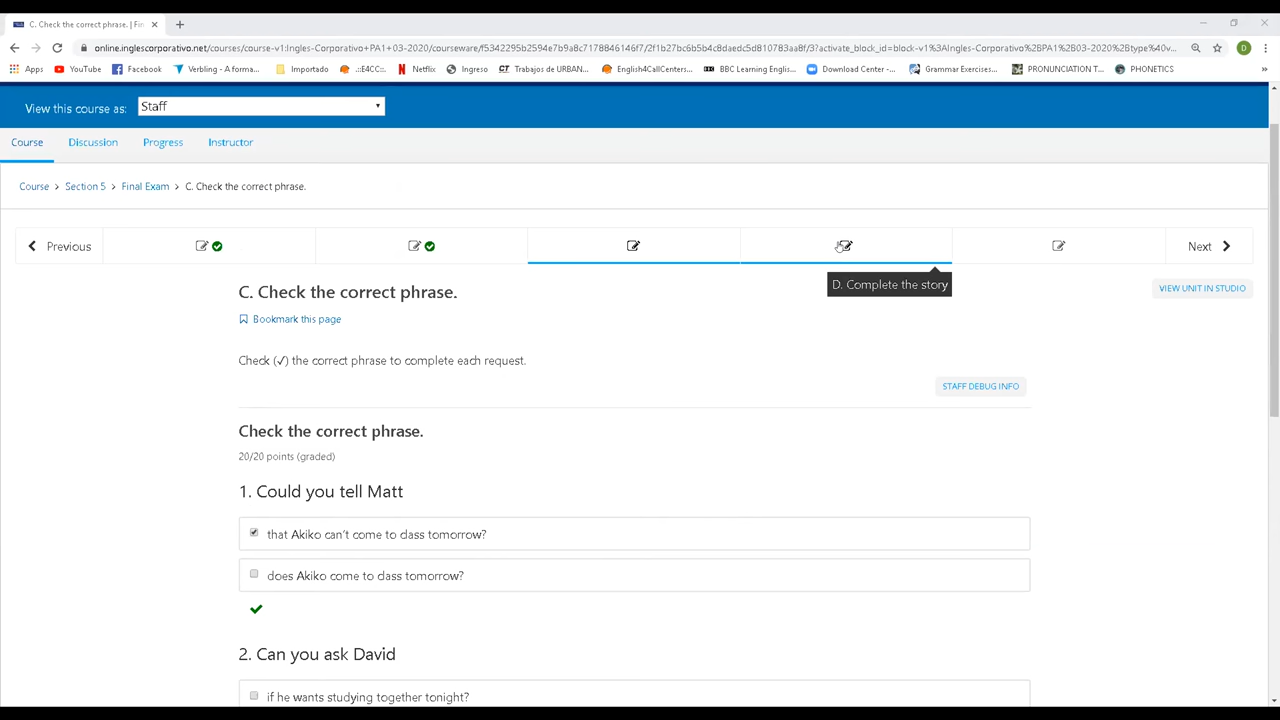 C. Check the correct phrase. | Fin
online.inglescorporativo.net/courses/course-v1:Ingles-Corporativo+PA1+03-2020/courseware/f5342295b2594e7b9a8c7178846146f7/2f1b27bc6b5b4c8daedc5d810783aa8f/3?activate_block_id=block-v1%3AIngles-Corporativo%2BPA1%2B03-2020%2Btype%40v...
D
Apps YouTube Facebook Verbling - A forma... Importado .::E4CC::. Netflix Ingreso CT Trabajos de URBAN... English4CallCenters... BBC Learning Englis... Download Center -... Grammar Exercises... PRONUNCIATION T... PHONETICS »
View this course as: Staff
Course Discussion Progress Instructor
Course > Section 5 > Final Exam > C. Check the correct phrase.
Previous Next
D. Complete the story
C. Check the correct phrase.
VIEW UNIT IN STUDIO
Bookmark this page
Check (✓) the correct phrase to complete each request.
STAFF DEBUG INFO
Check the correct phrase.
20/20 points (graded)
1. Could you tell Matt
that Akiko can't come to class tomorrow?
does Akiko come to class tomorrow?
2. Can you ask David
if he wants studying together tonight?